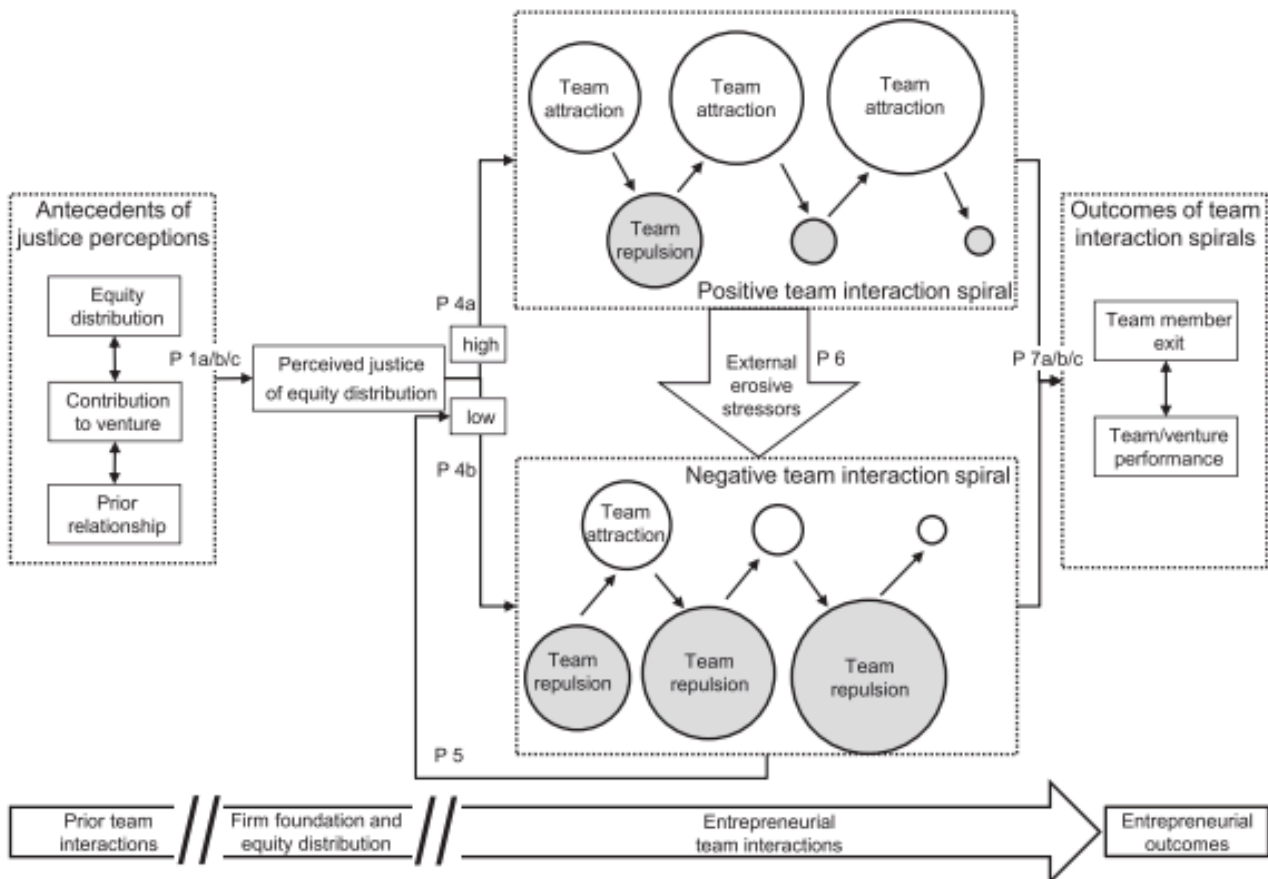 Antecedents of
justice perceptions
Equity
distribution
Contribution
to venture
Prior
relationship
P 1a/b/c
Perceived justice
of equity distribution
P 4a
high
low
P 4b
Team
attraction
Team
attraction
Team
attraction
Team
repulsion
Positive team interaction spiral
External
erosive
stressors
P 6
Negative team interaction spiral
Team
attraction
Team
repulsion
Team
repulsion
Team
repulsion
P 5
P 7a/b/c
Outcomes of team
interaction spirals
Team member
exit
Team/venture
performance
Prior team
interactions
Firm foundation and
equity distribution
Entrepreneurial
team interactions
Entrepreneurial
outcomes